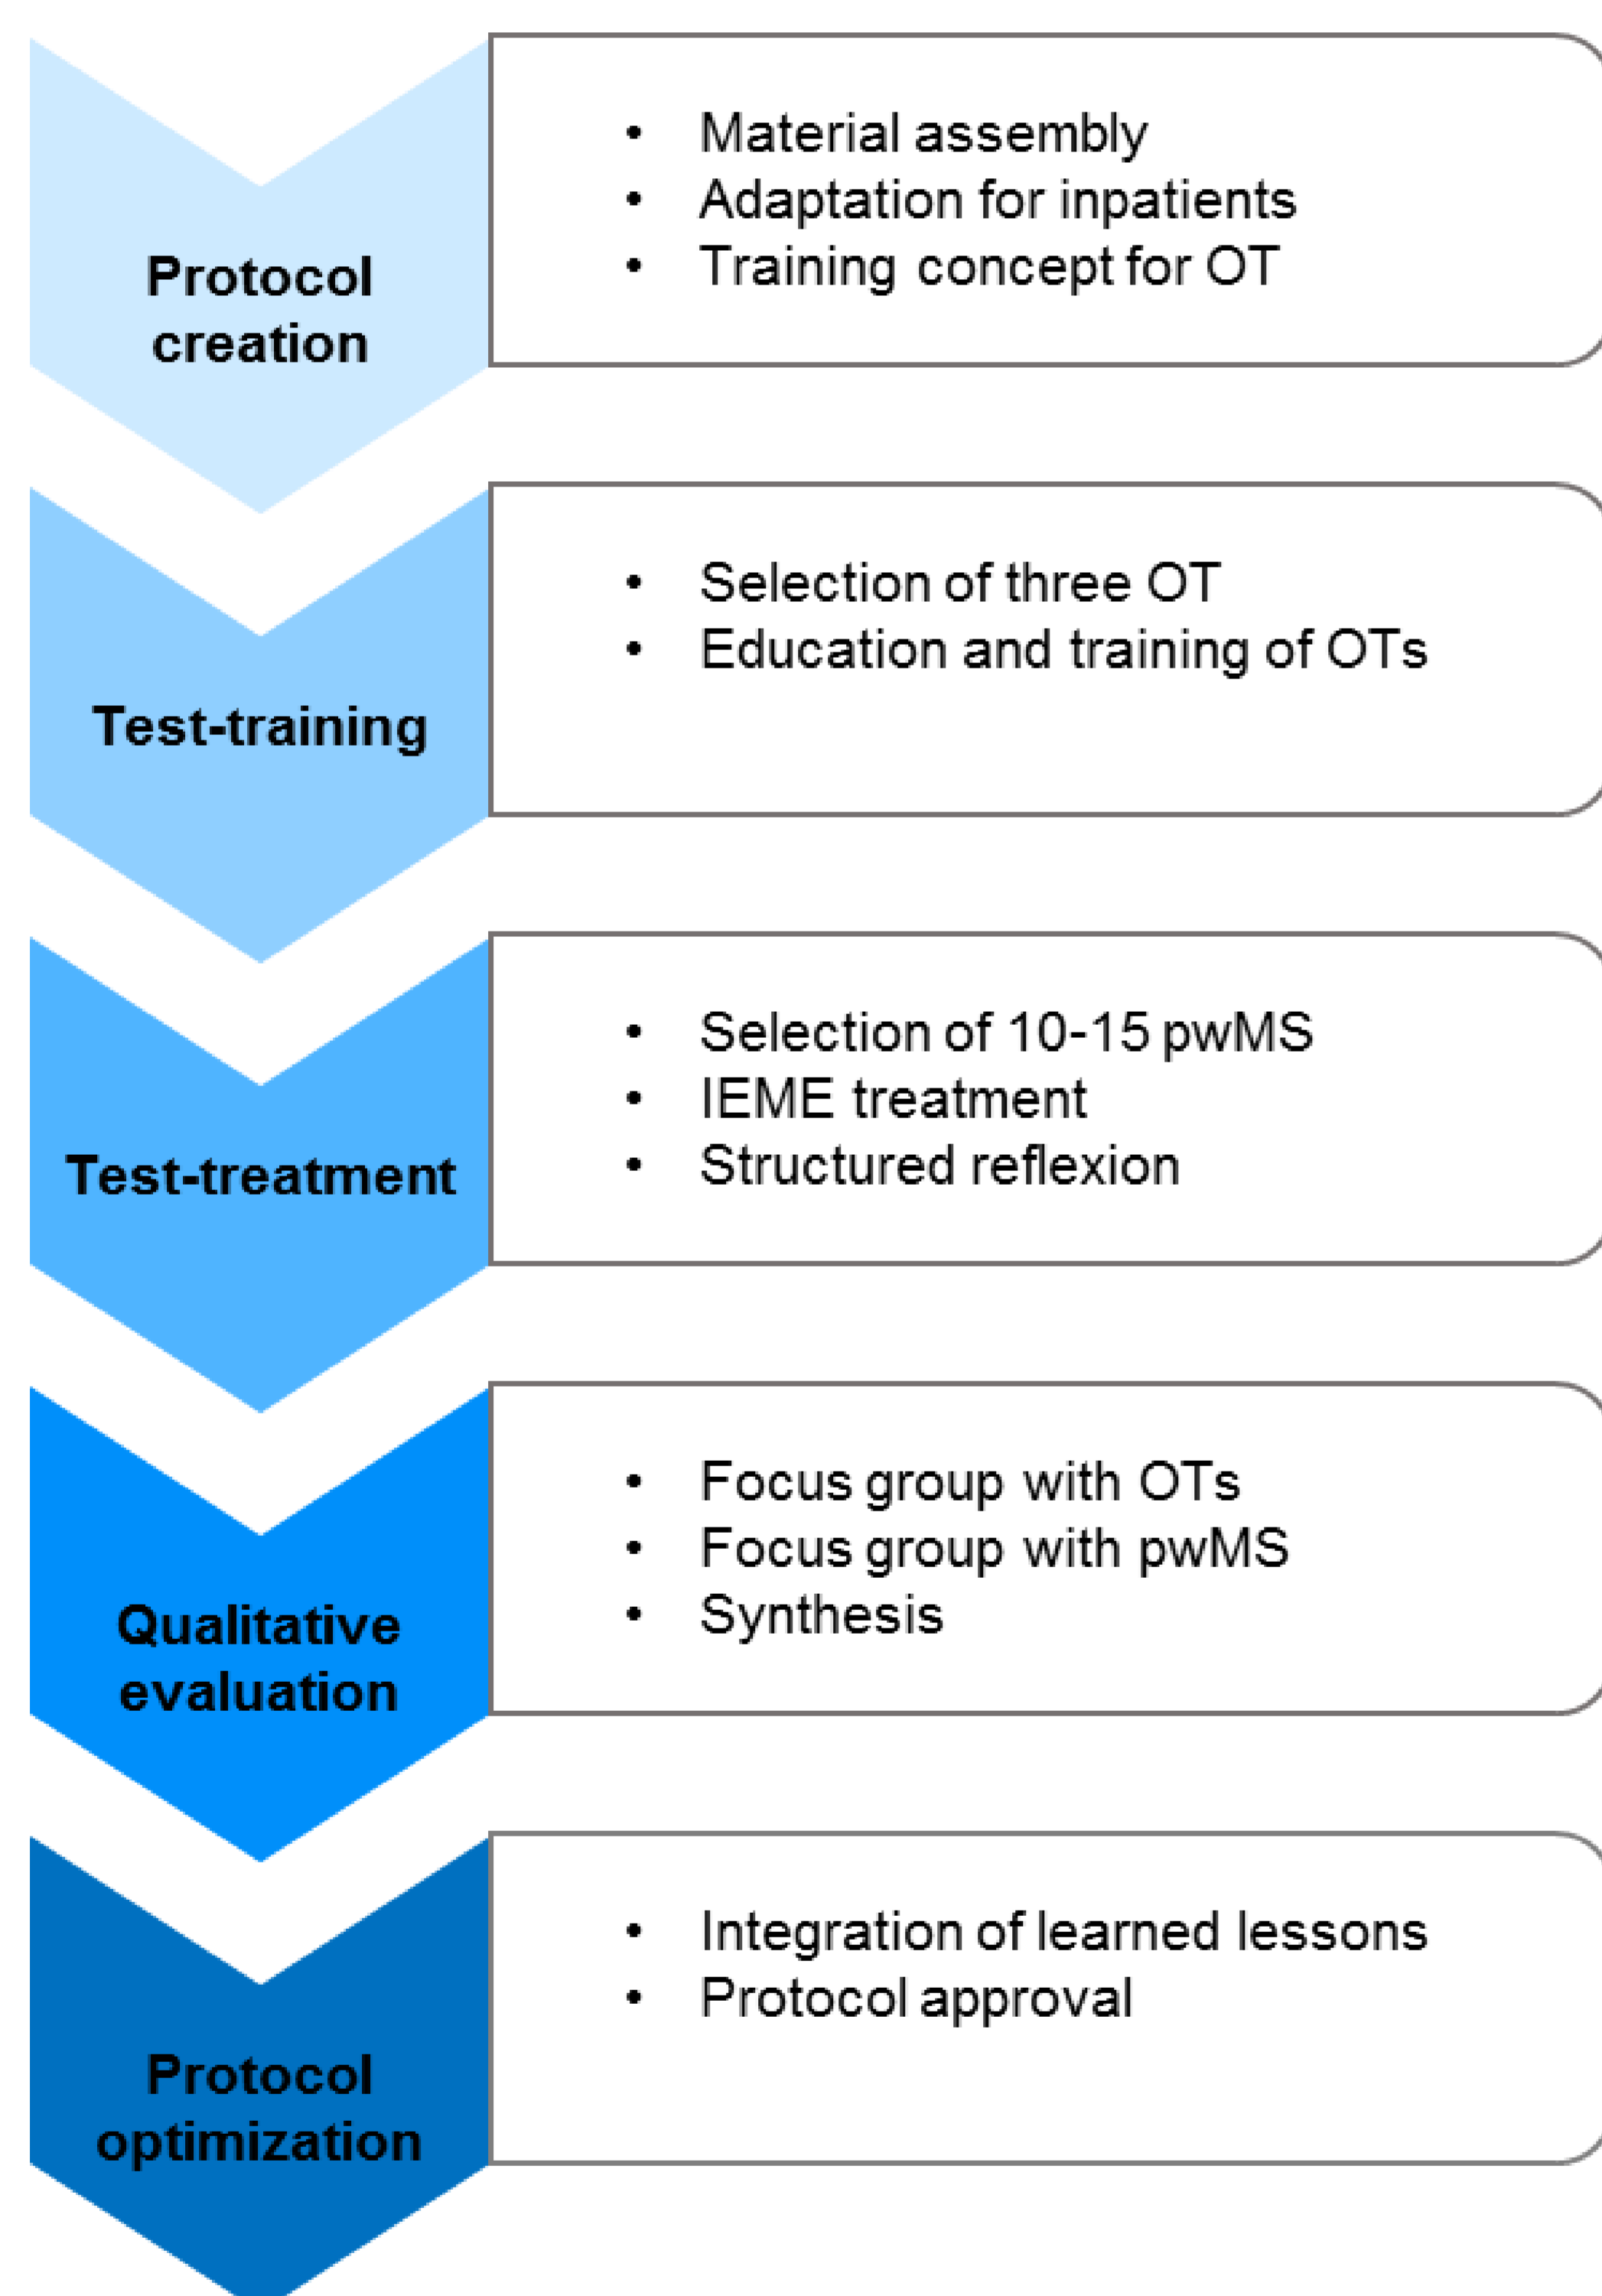 Protocol
creation
• Material assembly
• Adaptation for inpatients
• Training concept for OT
Test-training
• Selection of three OT
• Education and training of OTs
Test-treatment
• Selection of 10-15 pwMS
• IEME treatment
• Structured reflexion
Qualitative
evaluation
• Focus group with OTs
• Focus group with pwMS
• Synthesis
Protocol
optimization
• Integration of learned lessons
• Protocol approval